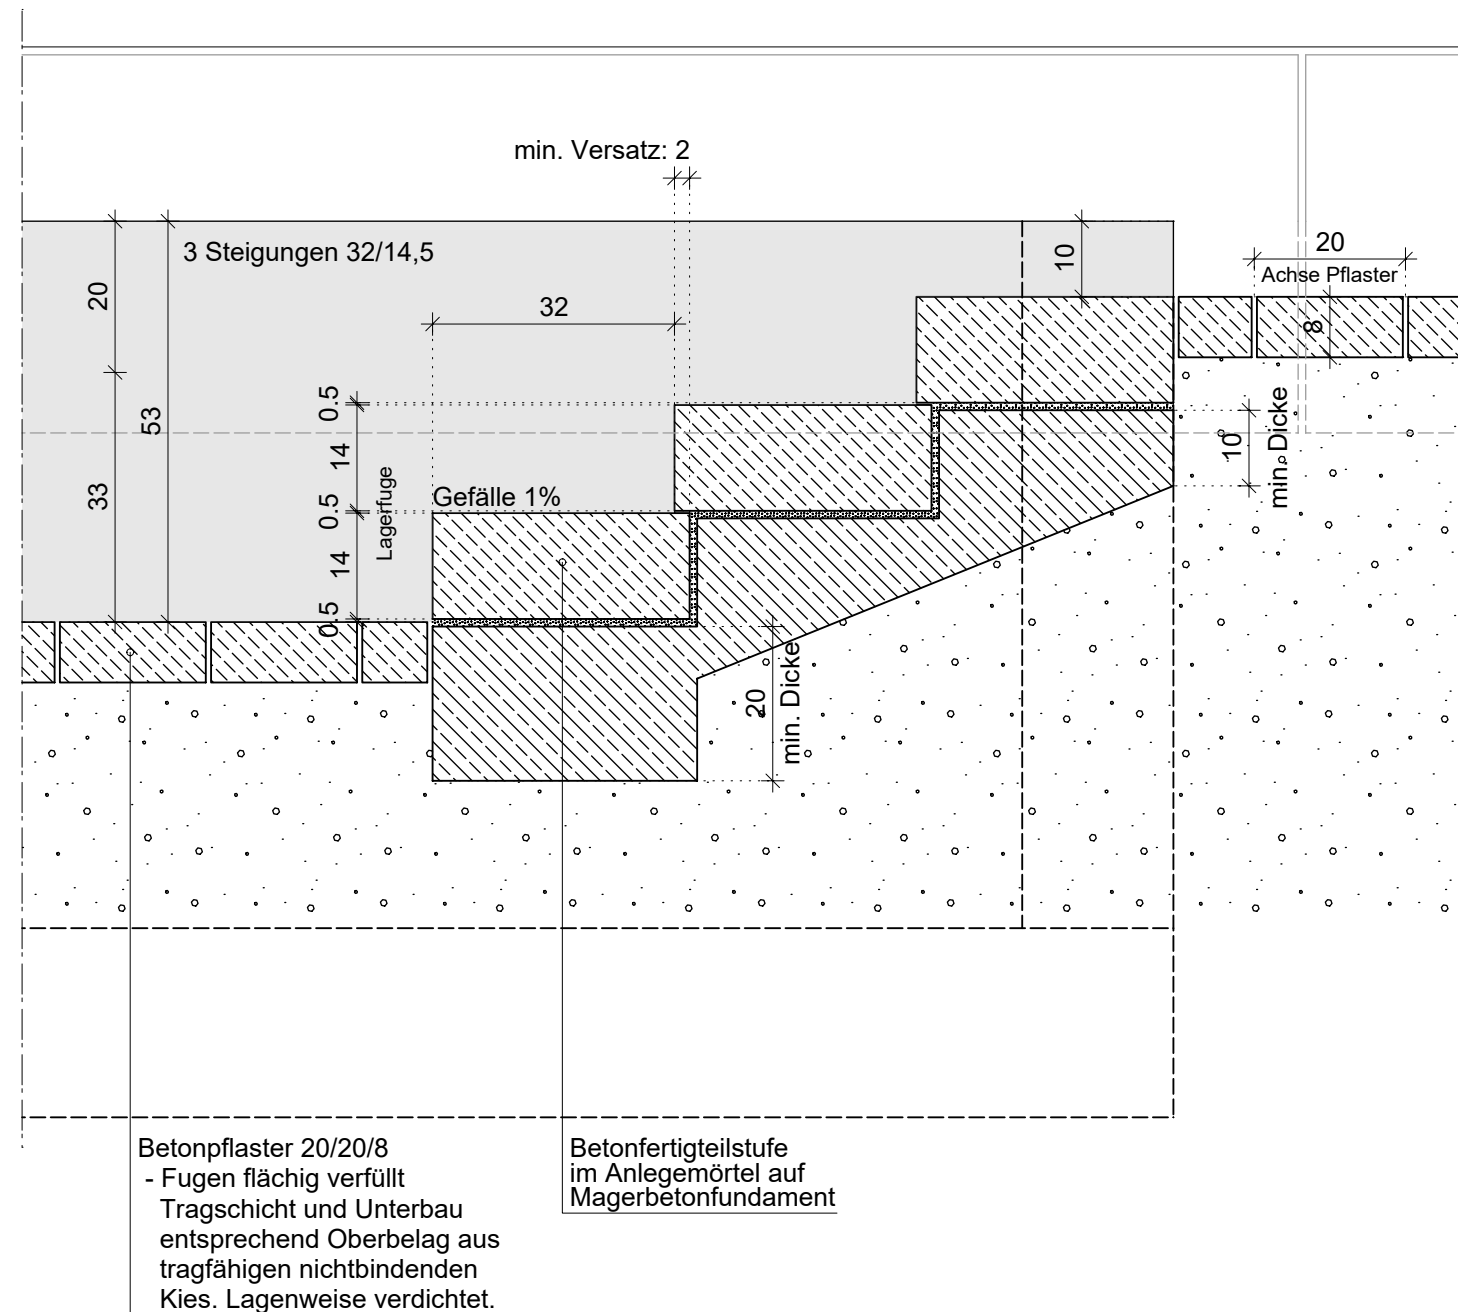 min. Versatz: 2
3 Steigungen 32/14,5
10
20
Achse Pflaster
8
20
32
53
0.5
14
33
0.5
Lagerfuge
Gefälle 1%
14
0.5
10
min. Dicke
20
min. Dicke
Betonpflaster 20/20/8
- Fugen flächig verfüllt
Tragschicht und Unterbau
entsprechend Oberbelag aus
tragfähigen nichtbindenden
Kies. Lagenweise verdichtet.
Betonfertigteilstufe
im Anlegemörtel auf
Magerbetonfundament